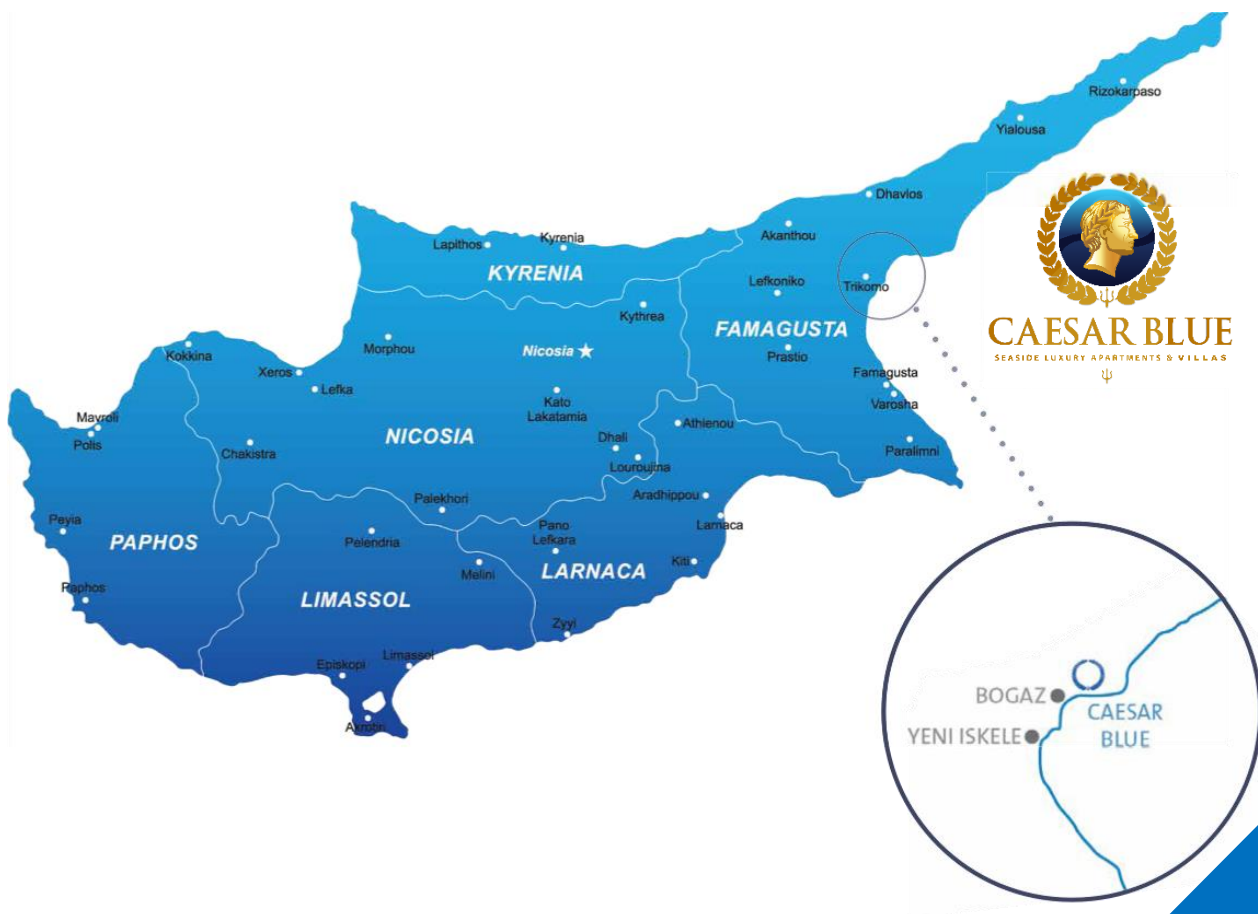 Rizokarpaso
Yialousa
Dhavlos
Akanthou
Kyrenia
Lapithos
KYRENIA
Trikomo
Lefkoniko
Kythrea
FAMAGUSTA
CAESAR BLUE
SEASIDE LUXURY APARTMENTS & VILLAS
Morphou
Nicosia
Prastio
Kokkina
Xeros
Lefka
Famagusta
Varosha
Kato
Lakatamia
Mavroli
Polis
Athienou
NICOSIA
Dhali
Chakistra
Paralimni
Louroujina
Aradhippou
Palekhori
Larnaca
Peyia
Pano
Lefkara
Pelendria
PAPHOS
Kiti
LARNACA
Melini
Paphos
LIMASSOL
Zyyi
Limassol
Episkopi
Akrotiri
BOGAZ
CAESAR
BLUE
YENI ISKELE